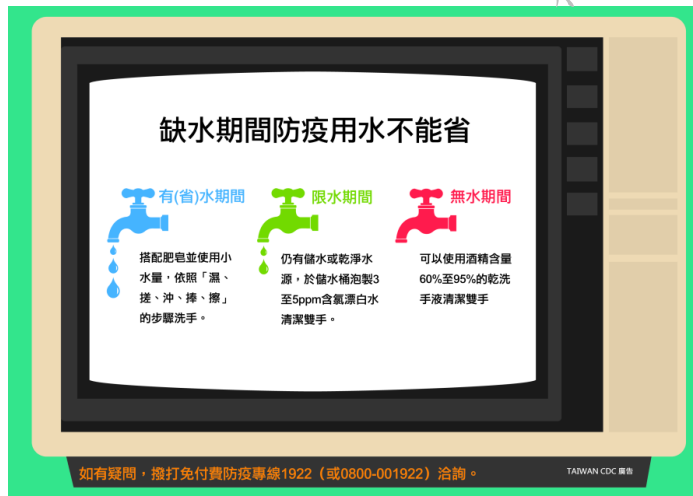 缺水期間防疫用水不能省
有(省)水期間
搭配肥皂並使用小
水量，依照「濕、
搓、沖、捧、擦」
的步驟洗手。
限水期間
仍有儲水或乾淨水
源，於儲水桶泡製3
至5ppm含氯漂白水
清潔雙手。
無水期間
可以使用酒精含量
60%至95%的乾洗
手液清潔雙手
如有疑問，撥打免付費防疫專線1922（或0800-001922）洽詢。
TAIWAN CDC 廣告